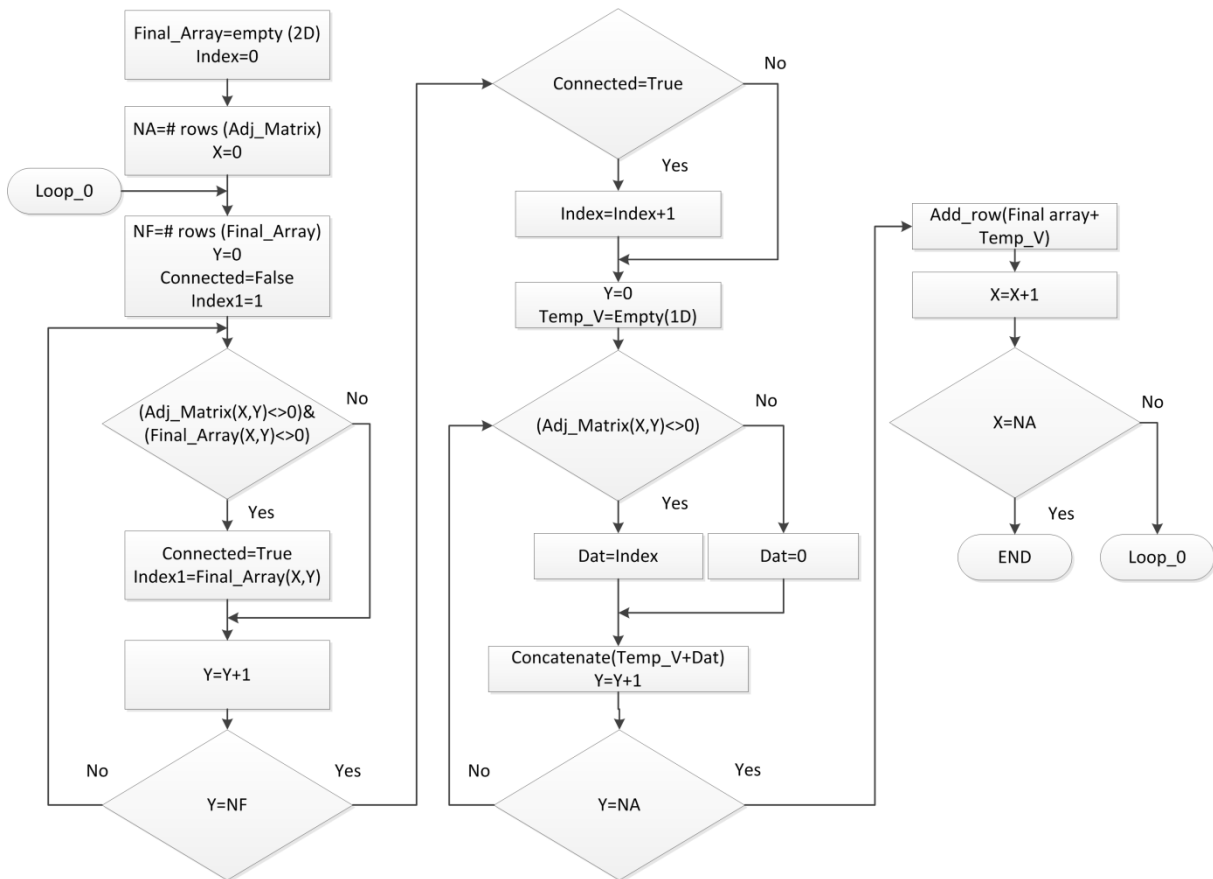 Final_Array=empty (2D)
Index=0
NA=# rows (Adj_Matrix)
X=0
Loop_0
NF=# rows (Final_Array)
Y=0
Connected=False
Index1=1
(Adj_Matrix(X,Y)<>0)&
(Final_Array(X,Y)<>0)
No
Yes
Connected=True
Index1=Final_Array(X,Y)
Y=Y+1
No
Y=NF
Yes
Connected=True
No
Yes
Index=Index+1
Y=0
Temp_V=Empty(1D)
(Adj_Matrix(X,Y)<>0)
No
Yes
Dat=Index
Dat=0
Concatenate(Temp_V+Dat)
Y=Y+1
No
Y=NA
Yes
Add_row(Final array+
Temp_V)
X=X+1
X=NA
No
Yes
END
Loop_0